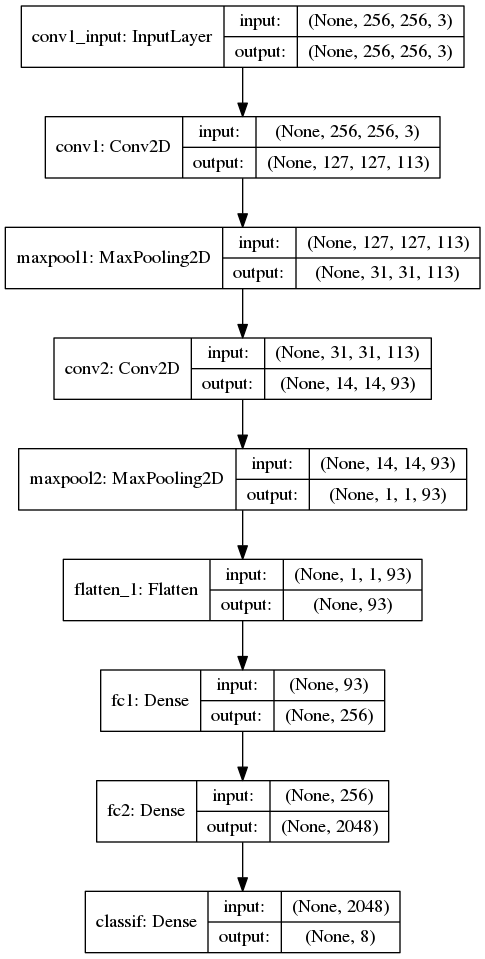 conv1_input: InputLayer
input: (None, 256, 256, 3)
output: (None, 256, 256, 3)
conv1: Conv2D
input: (None, 256, 256, 3)
output: (None, 127, 127, 113)
maxpool1: MaxPooling2D
input: (None, 127, 127, 113)
output: (None, 31, 31, 113)
conv2: Conv2D
input: (None, 31, 31, 113)
output: (None, 14, 14, 93)
maxpool2: MaxPooling2D
input: (None, 14, 14, 93)
output: (None, 1, 1, 93)
flatten_1: Flatten
input: (None, 1, 1, 93)
output: (None, 93)
fc1: Dense
input: (None, 93)
output: (None, 256)
fc2: Dense
input: (None, 256)
output: (None, 2048)
classif: Dense
input: (None, 2048)
output: (None, 8)